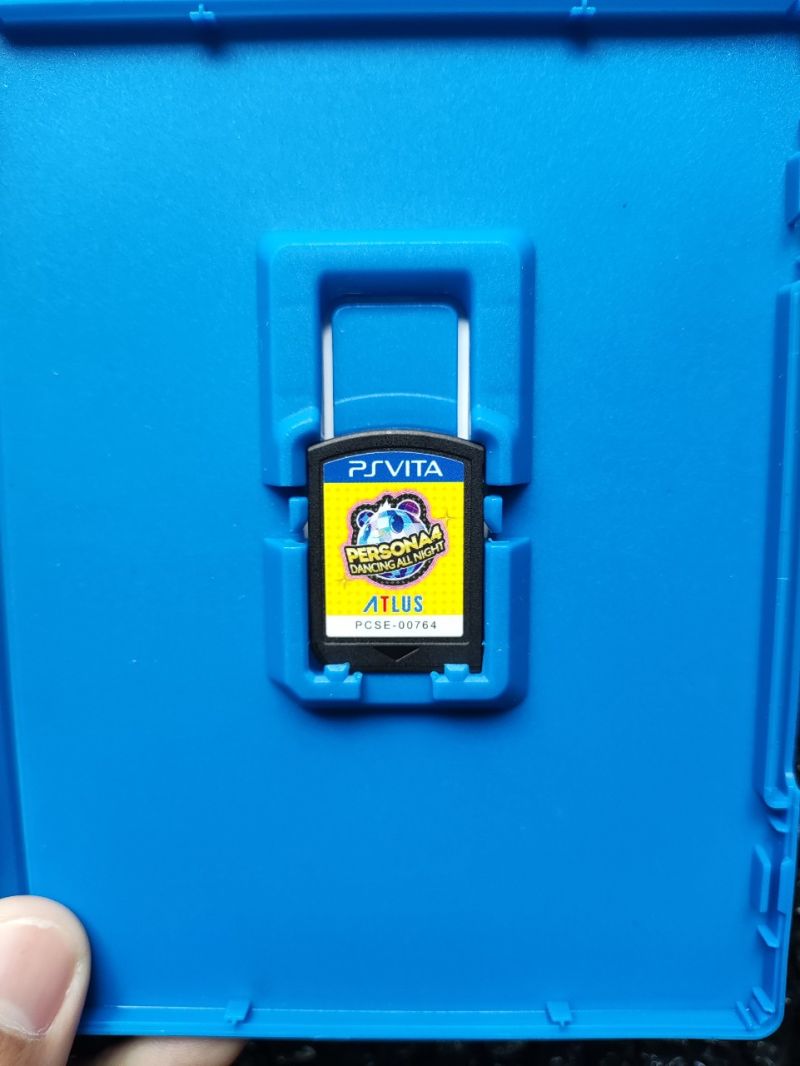 PSVITA
PERSONA4
DANCING ALL NIGHT
ATLUS
PCSE-00764